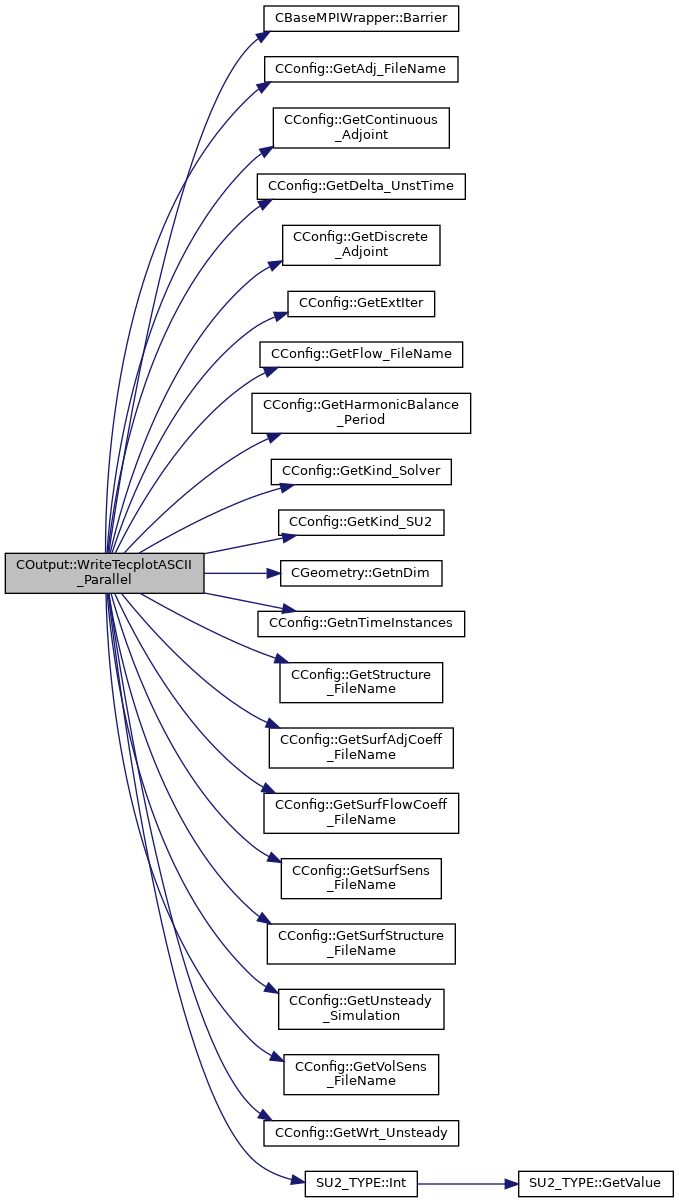 CBaseMPIWrapper::Barrier
CConfig::GetAdj_FileName
CConfig::GetContinuous
_Adjoint
CConfig::GetDelta_UnstTime
CConfig::GetDiscrete
_Adjoint
CConfig::GetExtIter
CConfig::GetFlow_FileName
CConfig::GetHarmonicBalance
_Period
CConfig::GetKind_Solver
CConfig::GetKind_SU2
COutput::WriteTecplotASCII
_Parallel
CGeometry::GetnDim
CConfig::GetnTimeInstances
CConfig::GetStructure
_FileName
CConfig::GetSurfAdjCoeff
_FileName
CConfig::GetSurfFlowCoeff
_FileName
CConfig::GetSurfSens
_FileName
CConfig::GetSurfStructure
_FileName
CConfig::GetUnsteady
_Simulation
CConfig::GetVolSens
_FileName
CConfig::GetWrt_Unsteady
SU2_TYPE::Int
SU2_TYPE::GetValue